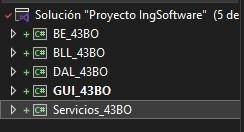 Solución "Proyecto IngSoftware" (5 de
C# BE_43BO
C# BLL_43BO
C# DAL_43BO
C# GUI_43BO
C# Servicios_43BO